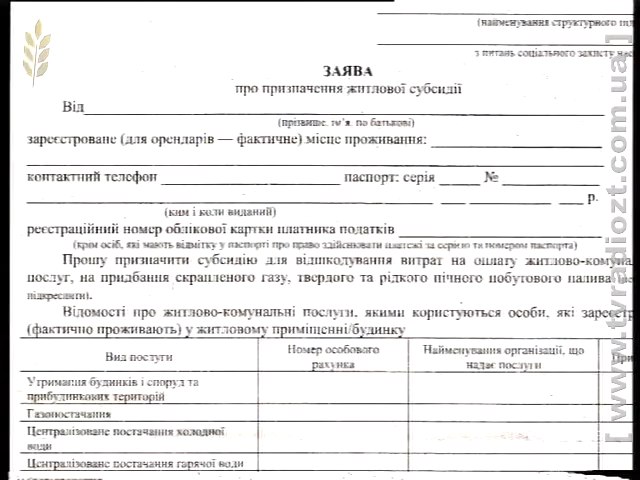 (найменування структурного
з питань соціального захисту
ЗАЯВА
про призначення житлової субсидії
Від
(прізвище, ім'я, по батькові)
зареєстроване (для орендарів — фактичне) місце проживання:
контактний телефон паспорт: серія №
р.
(ким і коли виданий)
реєстраційний номер облікової картки платника податків
(крім осіб, які мають відмітку у паспорті про право здійснювати платежі за серією та номером паспорта)
Прошу призначити субсидію для відшкодування витрат на оплату житлово-кому
послуг, на придбання скрапленого газу, твердого та рідкого пічного побутового палива
підкреслити).
Відомості про житлово-комунальні послуги, якими користуються особи, які зареєст
(фактично проживають) у житловому приміщенні/будинку
Вид послуги
Номер особового рахунка
Найменування організації, що надає послуги
При
Утримання будинків і споруд та
прибудинкових територій
Газопостачання
Централізоване постачання холодної
води
Централізоване постачання гарячої води
[ www.tvradiozt.com.ua ]